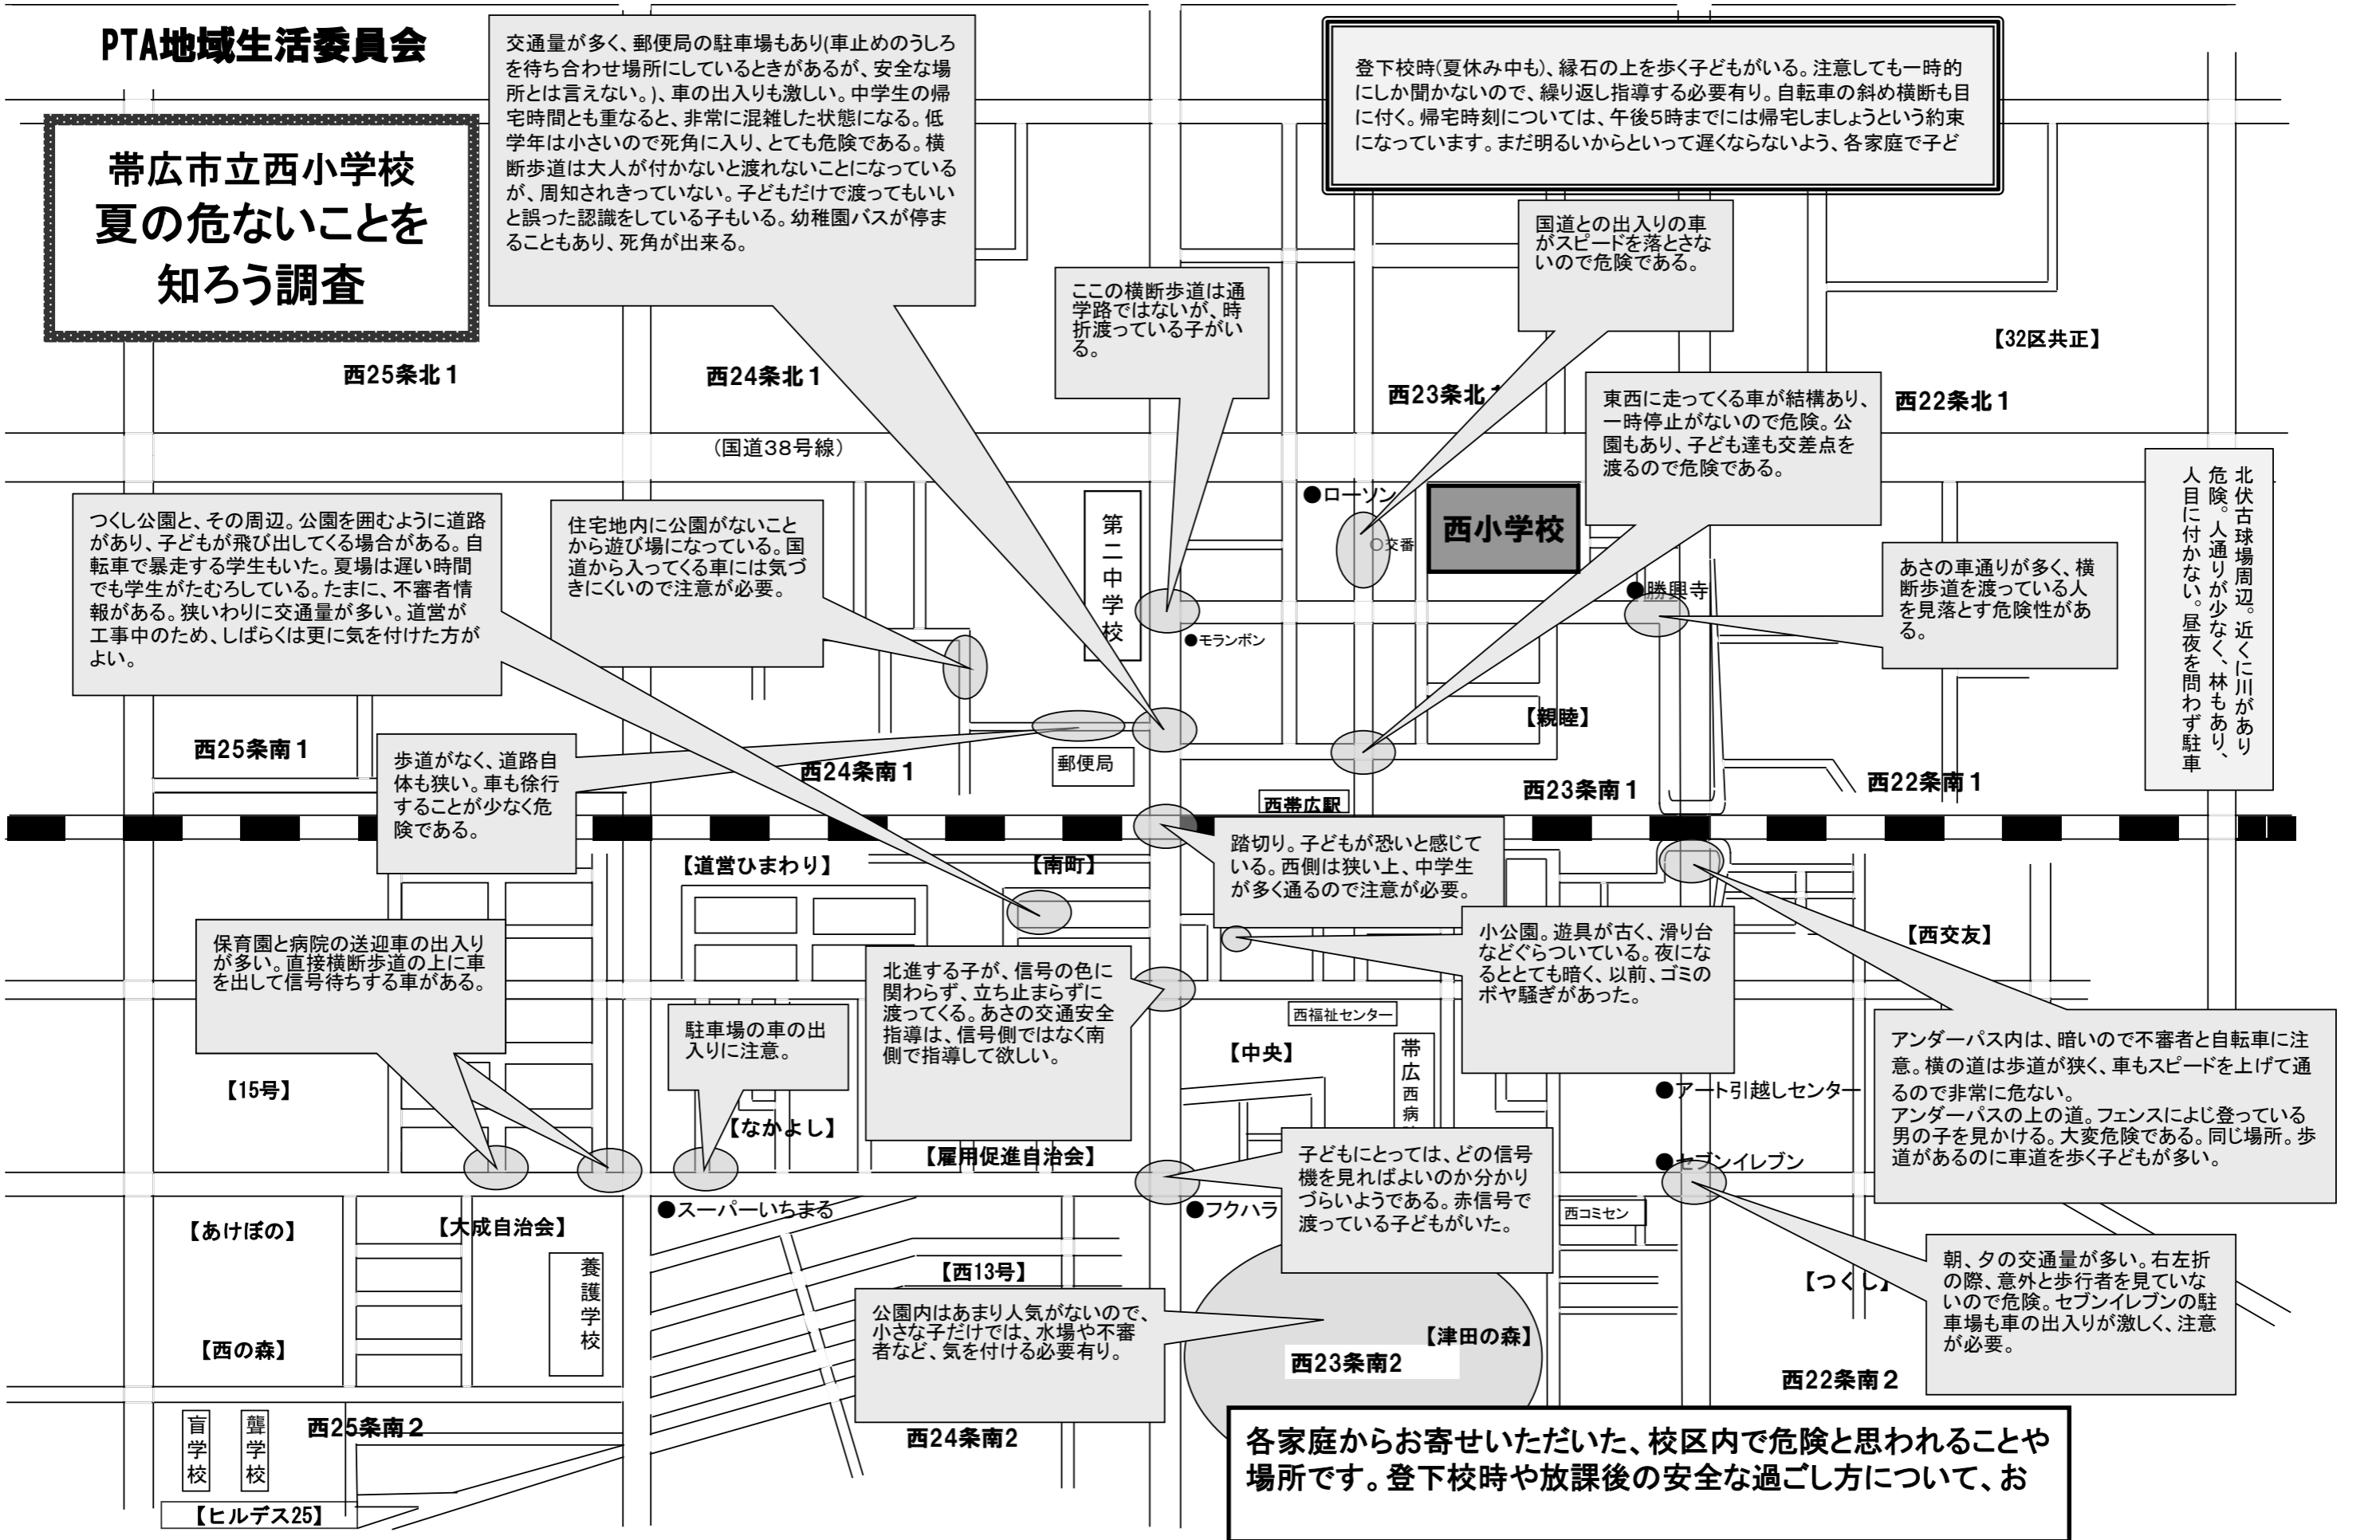 PTA地域生活委員会
帯広市立西小学校
夏の危ないことを
知ろう調査
交通量が多く、郵便局の駐車場もあり(車止めのうしろ
を待ち合わせ場所にしているときがあるが、安全な場
所とは言えない。)、車の出入りも激しい。中学生の帰
宅時間とも重なると、非常に混雑した状態になる。低
学年は小さいので死角に入り、とても危険である。横
断歩道は大人が付かないと渡れないことになっている
が、周知されきっていない。子どもだけで渡ってもいい
と誤った認識をしている子もいる。幼稚園バスが停ま
ることもあり、死角が出来る。
登下校時(夏休み中も)、縁石の上を歩く子どもがいる。注意しても一時的
にしか聞かないので、繰り返し指導する必要有り。自転車の斜め横断も目
に付く。帰宅時刻については、午後5時までには帰宅しましょうという約束
になっています。まだ明るいからといって遅くならないよう、各家庭で子ど
国道との出入りの車
がスピードを落とさな
いので危険である。
ここの横断歩道は通
学路ではないが、時
折渡っている子がい
る。
【32区共正】
西25条北1
西24条北1
西23条北1
西22条北1
東西に走ってくる車が結構あり、
一時停止がないので危険。公
園もあり、子ども達も交差点を
渡るので危険である。
(国道38号線)
北伏古球場周辺。近くに川があり
危険。人通りが少なく、林もあり、
人目に付かない。昼夜を問わず駐車
つくし公園と、その周辺。公園を囲むように道路
があり、子どもが飛び出してくる場合がある。自
転車で暴走する学生もいた。夏場は遅い時間
でも学生がたむろしている。たまに、不審者情
報がある。狭いわりに交通量が多い。道営が
工事中のため、しばらくは更に気を付けた方が
よい。
住宅地内に公園がないこと
から遊び場になっている。国
道から入ってくる車には気づ
きにくいので注意が必要。
第二中学校
●ローソン
○交番
西小学校
●勝興寺
あさの車通りが多く、横
断歩道を渡っている人
を見落とす危険性があ
る。
●モランボン
【親睦】
西25条南1
歩道がなく、道路自
体も狭い。車も徐行
することが少なく危
険である。
西24条南1
郵便局
西帯広駅
西23条南1
西22条南1
踏切り。子どもが恐いと感じて
いる。西側は狭い上、中学生
が多く通るので注意が必要。
【道営ひまわり】
【南町】
小公園。遊具が古く、滑り台
などぐらついている。夜にな
るととても暗く、以前、ゴミの
ボヤ騒ぎがあった。
【西交友】
保育園と病院の送迎車の出入り
が多い。直接横断歩道の上に車
を出して信号待ちする車がある。
北進する子が、信号の色に
関わらず、立ち止まらずに
渡ってくる。あさの交通安全
指導は、信号側ではなく南
側で指導して欲しい。
駐車場の車の出
入りに注意。
西福祉センター
【中央】
帯広西病
アンダーパス内は、暗いので不審者と自転車に注
意。横の道は歩道が狭く、車もスピードを上げて通
るので非常に危ない。
アンダーパスの上の道。フェンスによじ登っている
男の子を見かける。大変危険である。同じ場所。歩
道があるのに車道を歩く子どもが多い。
【15号】
●アート引越しセンター
【なかよし】
【雇用促進自治会】
子どもにとっては、どの信号
機を見ればよいのか分かり
づらいようである。赤信号で
渡っている子どもがいた。
●セブンイレブン
●スーパーいちまる
●フクハラ
西コミセン
【あけぼの】
【大成自治会】
養護学校
【西13号】
【つくし】
朝、夕の交通量が多い。右左折
の際、意外と歩行者を見ていな
いので危険。セブンイレブンの駐
車場も車の出入りが激しく、注意
が必要。
公園内はあまり人気がないので、
小さな子だけでは、水場や不審
者など、気を付ける必要有り。
【津田の森】
【西の森】
西23条南2
西22条南2
盲学校
聾学校
西25条南2
西24条南2
各家庭からお寄せいただいた、校区内で危険と思われることや
場所です。登下校時や放課後の安全な過ごし方について、お
【ヒルデス25】